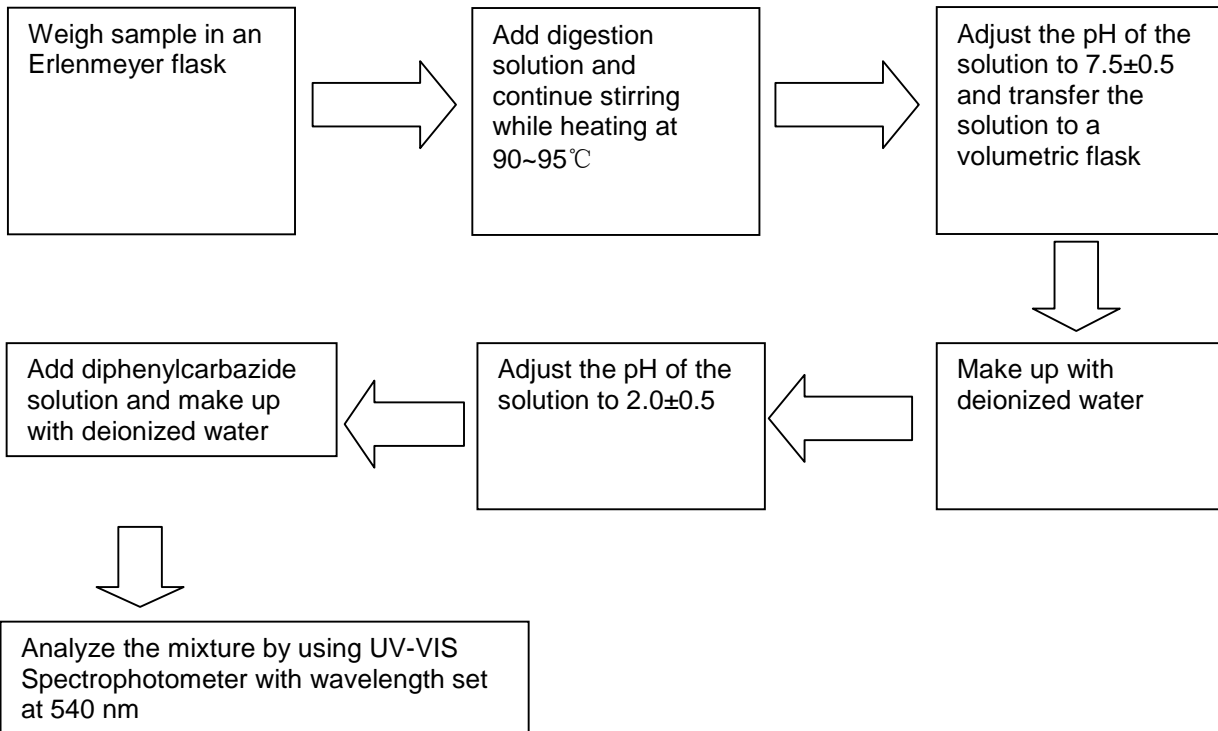 Weigh sample in an
Erlenmeyer flask
Add digestion
solution and
continue stirring
while heating at
90~95℃
Adjust the pH of the
solution to 7.5±0.5
and transfer the
solution to a
volumetric flask
Make up with
deionized water
Adjust the pH of the
solution to 2.0±0.5
Add diphenylcarbazide
solution and make up
with deionized water
Analyze the mixture by using UV-VIS
Spectrophotometer with wavelength set
at 540 nm